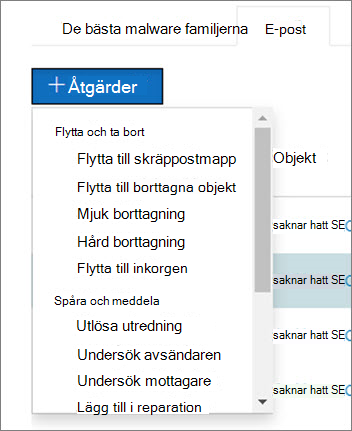 De bästa malware familjerna E-post
+ Åtgärder
Flytta och ta bort
Flytta till skräppostmapp
Objekt
Flytta till borttagna objekt
Mjuk borttagning
saknar hatt SE
Hård borttagning
Flytta till inkorgen
saknar hatt SE
Spåra och meddela
Utlösa utredning
saknar hatt SE
Undersök avsändaren
Undersök mottagare
saknar hatt SE
Lägg till i reparation